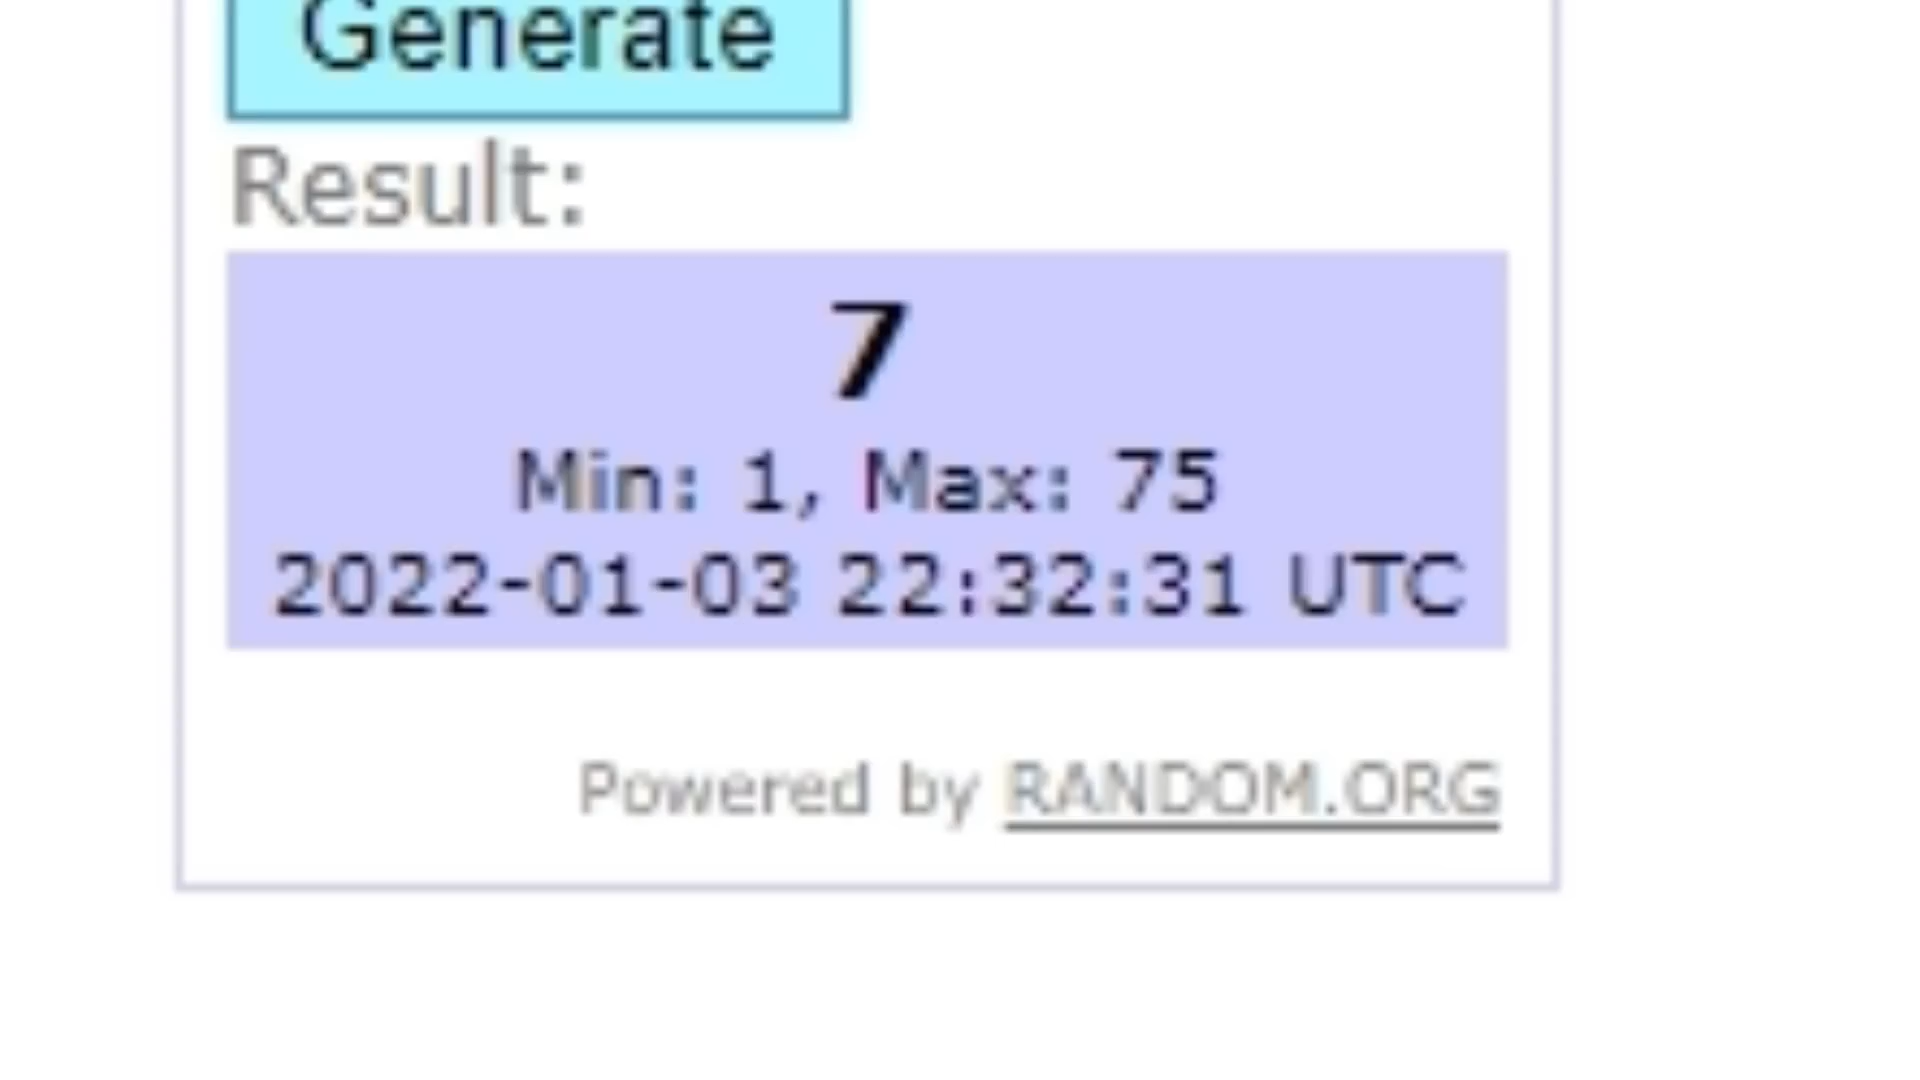 Generate
Result:
7
Min: 1, Max: 75
2022-01-03 22:32:31 UTC
Powered by RANDOM.ORG